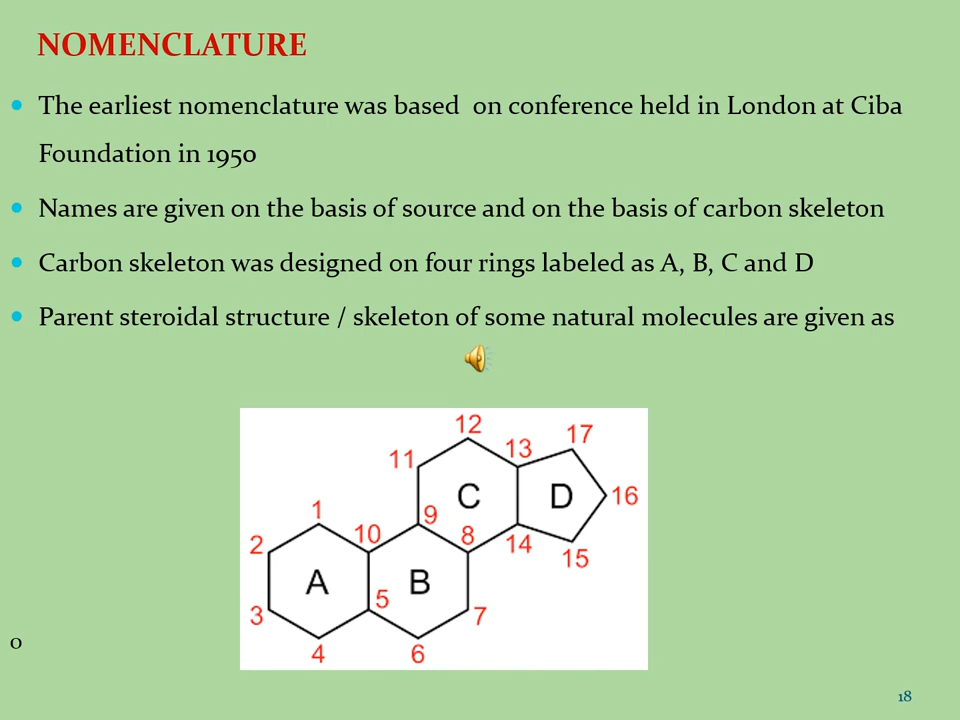 NOMENCLATURE
The earliest nomenclature was based on conference held in London at Ciba
Foundation in 1950
Names are given on the basis of source and on the basis of carbon skeleton
Carbon skeleton was designed on four rings labeled as A, B, C and D
Parent steroidal structure / skeleton of some natural molecules are given as
12
17
13
11
C
D
16
9
1
10
8
14
2
15
A
B
5
3
7
4
6
o
18